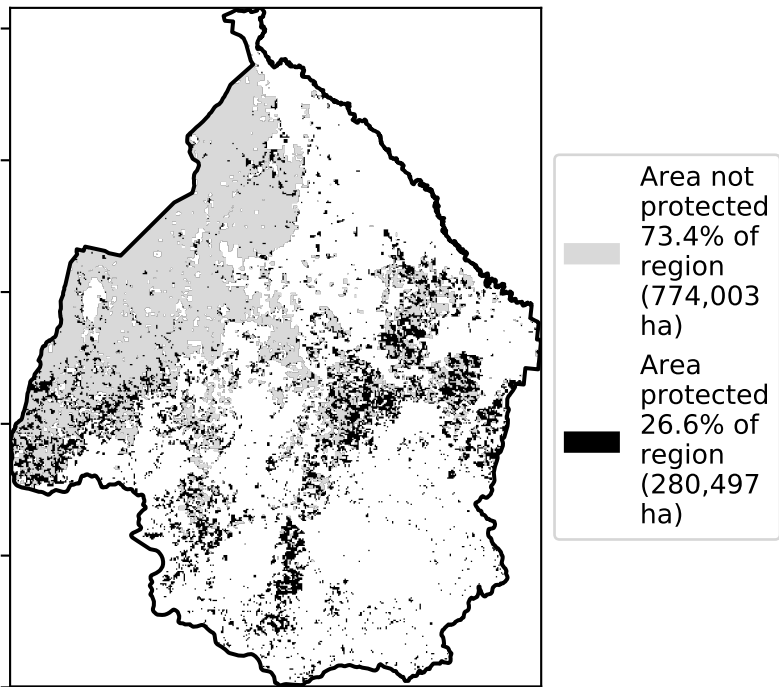 Area not
protected
73.4% of
region
(774,003
ha)
Area
protected
26.6% of
region
(280,497
ha)